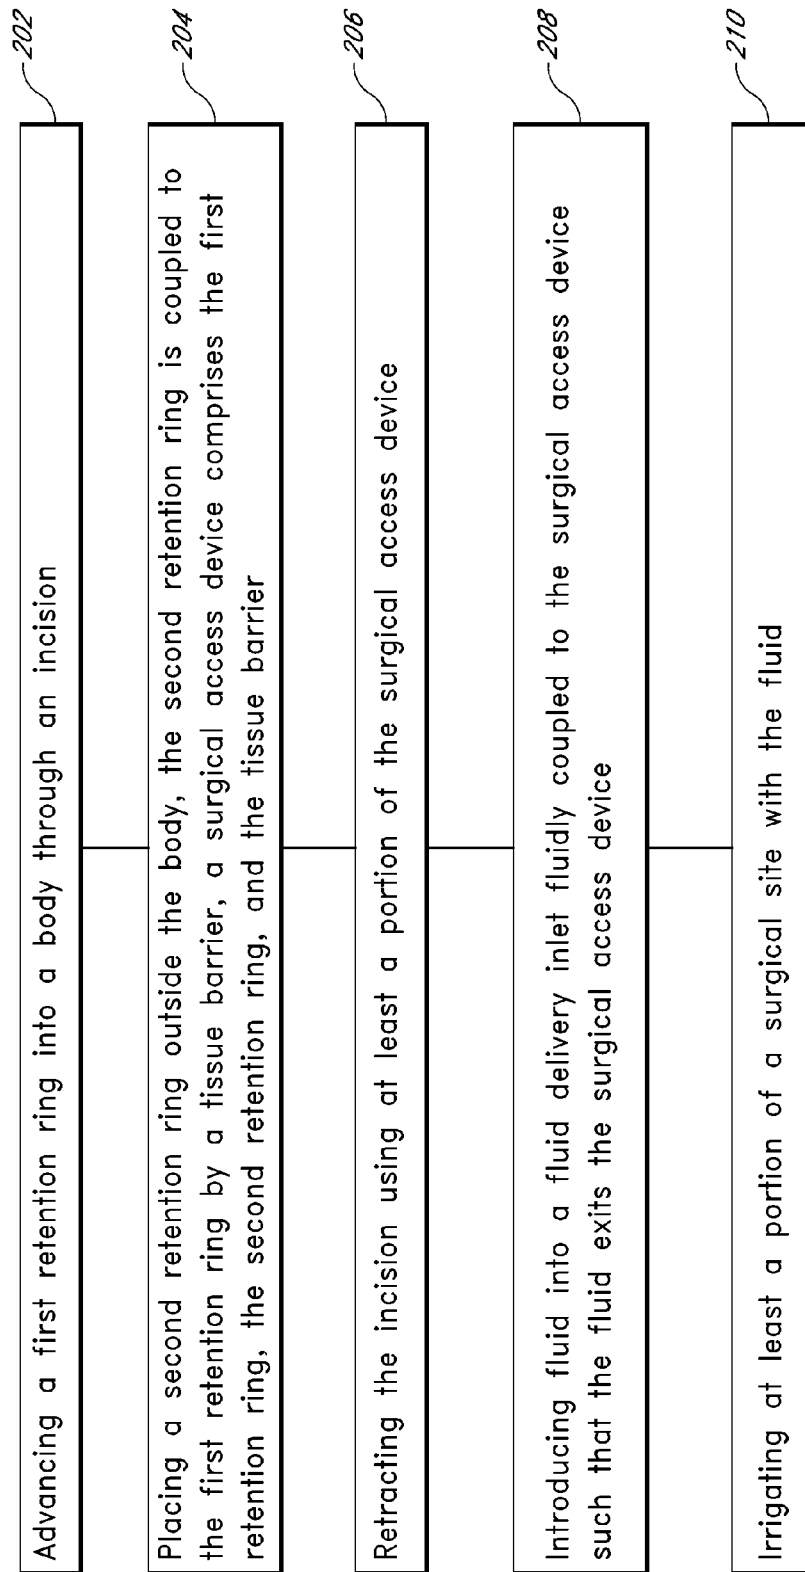 202
Advancing a first retention ring into a body through an incision
204
Placing a second retention ring outside the body, the second retention ring is coupled to
the first retention ring by a tissue barrier, a surgical access device comprises the first
retention ring, the second retention ring, and the tissue barrier
206
Retracting the incision using at least a portion of the surgical access device
208
Introducing fluid into a fluid delivery inlet fluidly coupled to the surgical access device
such that the fluid exits the surgical access device
210
Irrigating at least a portion of a surgical site with the fluid